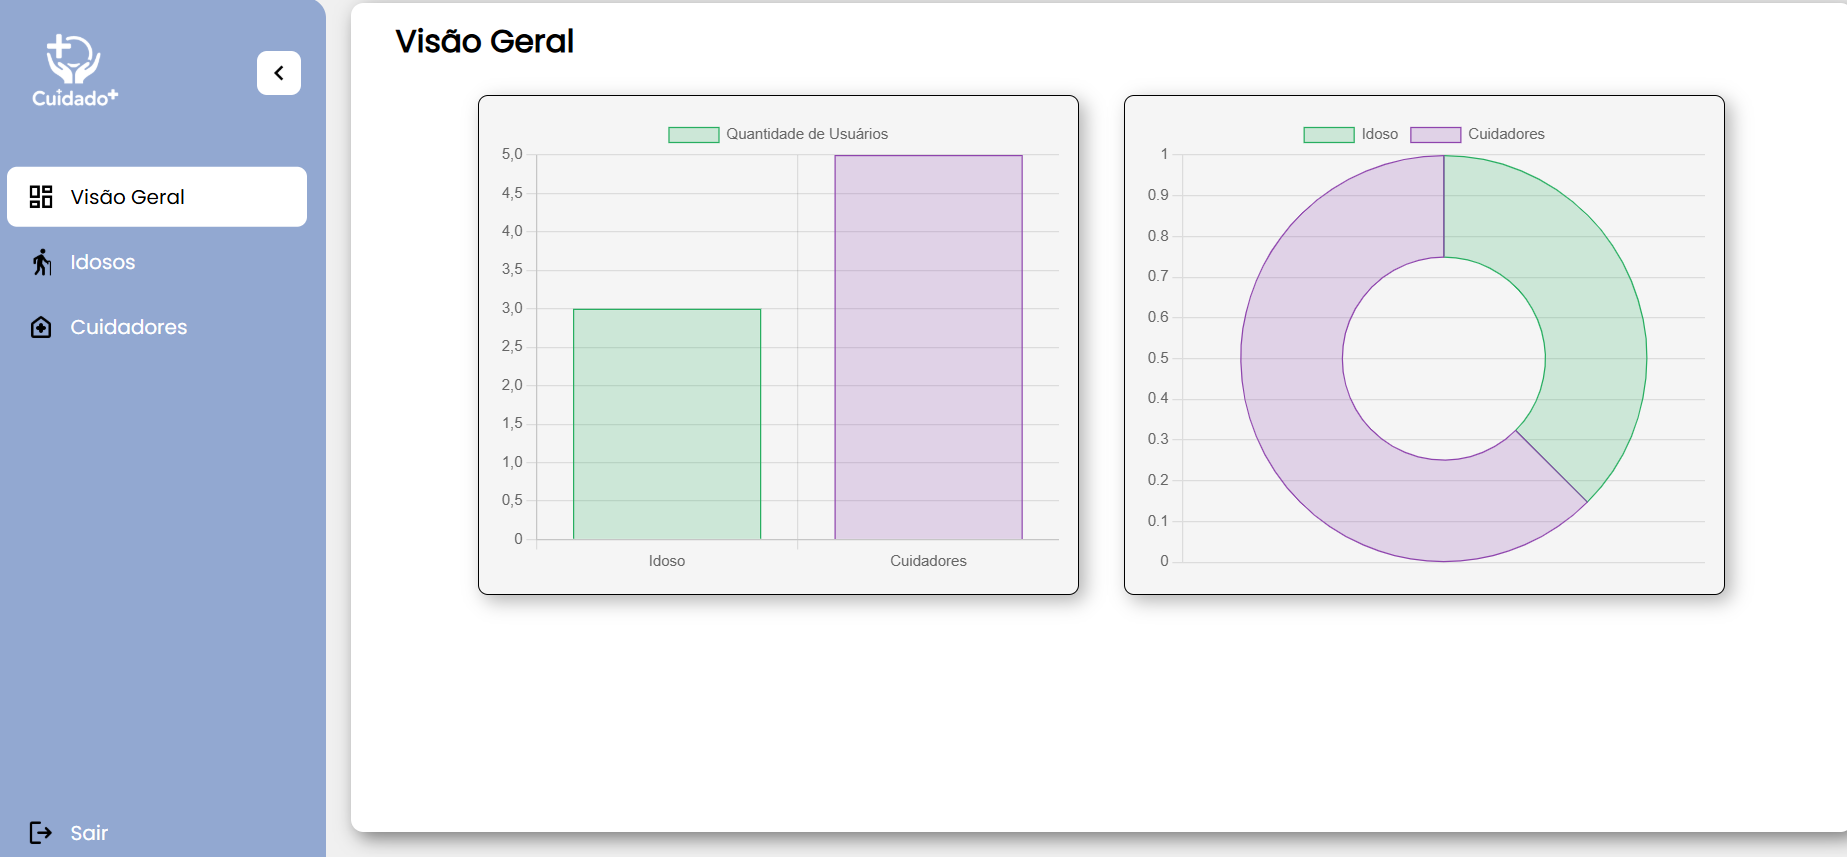 Cuidado+
Visão Geral
Idosos
Cuidadores
Sair
Visão Geral
Quantidade de Usuários
5,0
4,5
4,0
3,5
3,0
2,5
2,0
1,5
1,0
0,5
0
Idoso Cuidadores
Idoso Cuidadores
1
0.9
0.8
0.7
0.6
0.5
0.4
0.3
0.2
0.1
0